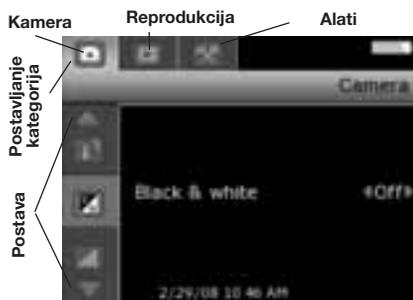 Kamera
Reprodukcija
Alati
Postavljanje
kategorija
Camera
Postava
Black & white
Off
2/29/08 10:46 AM